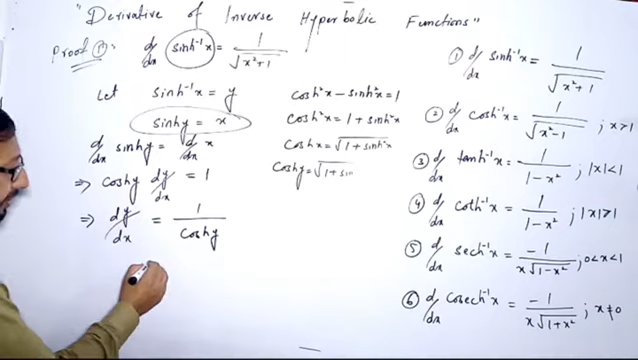 "Derivative of Inverse Hyperbolic Functions"
Proof ①: d/dx sinh⁻¹x = 1/√(x²+1)
Let sinh⁻¹x = y
sinhy = x
d/dx sinhy = d/dx x
⇒ coshy dy/dx = 1
⇒ dy/dx = 1/coshy
cosh²x − sinh²x = 1
cosh²x = 1 + sinh²x
coshx = √(1 + sinh²x)
coshy = √(1 + sin
① d/dx sinh⁻¹x = 1/√(x²+1)
② d/dx cosh⁻¹x = 1/√(x²−1) ; x>1
③ d/dx tanh⁻¹x = 1/(1−x²) ; |x|<1
④ d/dx coth⁻¹x = 1/(1−x²) ; |x|>1
⑤ d/dx sech⁻¹x = −1/(x√(1−x²)) ; 0<x<1
⑥ d/dx cosech⁻¹x = −1/(x√(1+x²)) ; x≠0